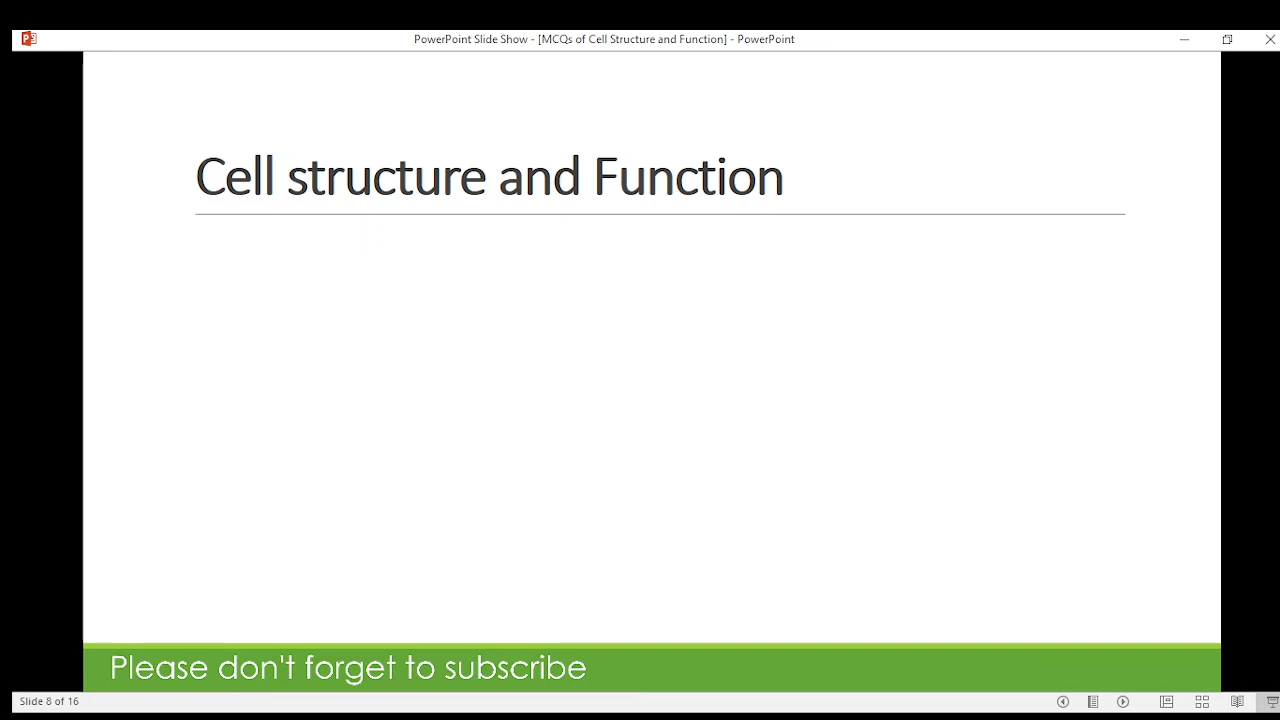 PowerPoint Slide Show - [MCQs of Cell Structure and Function] - PowerPoint
Cell structure and Function
Please don't forget to subscribe
Slide 8 of 16